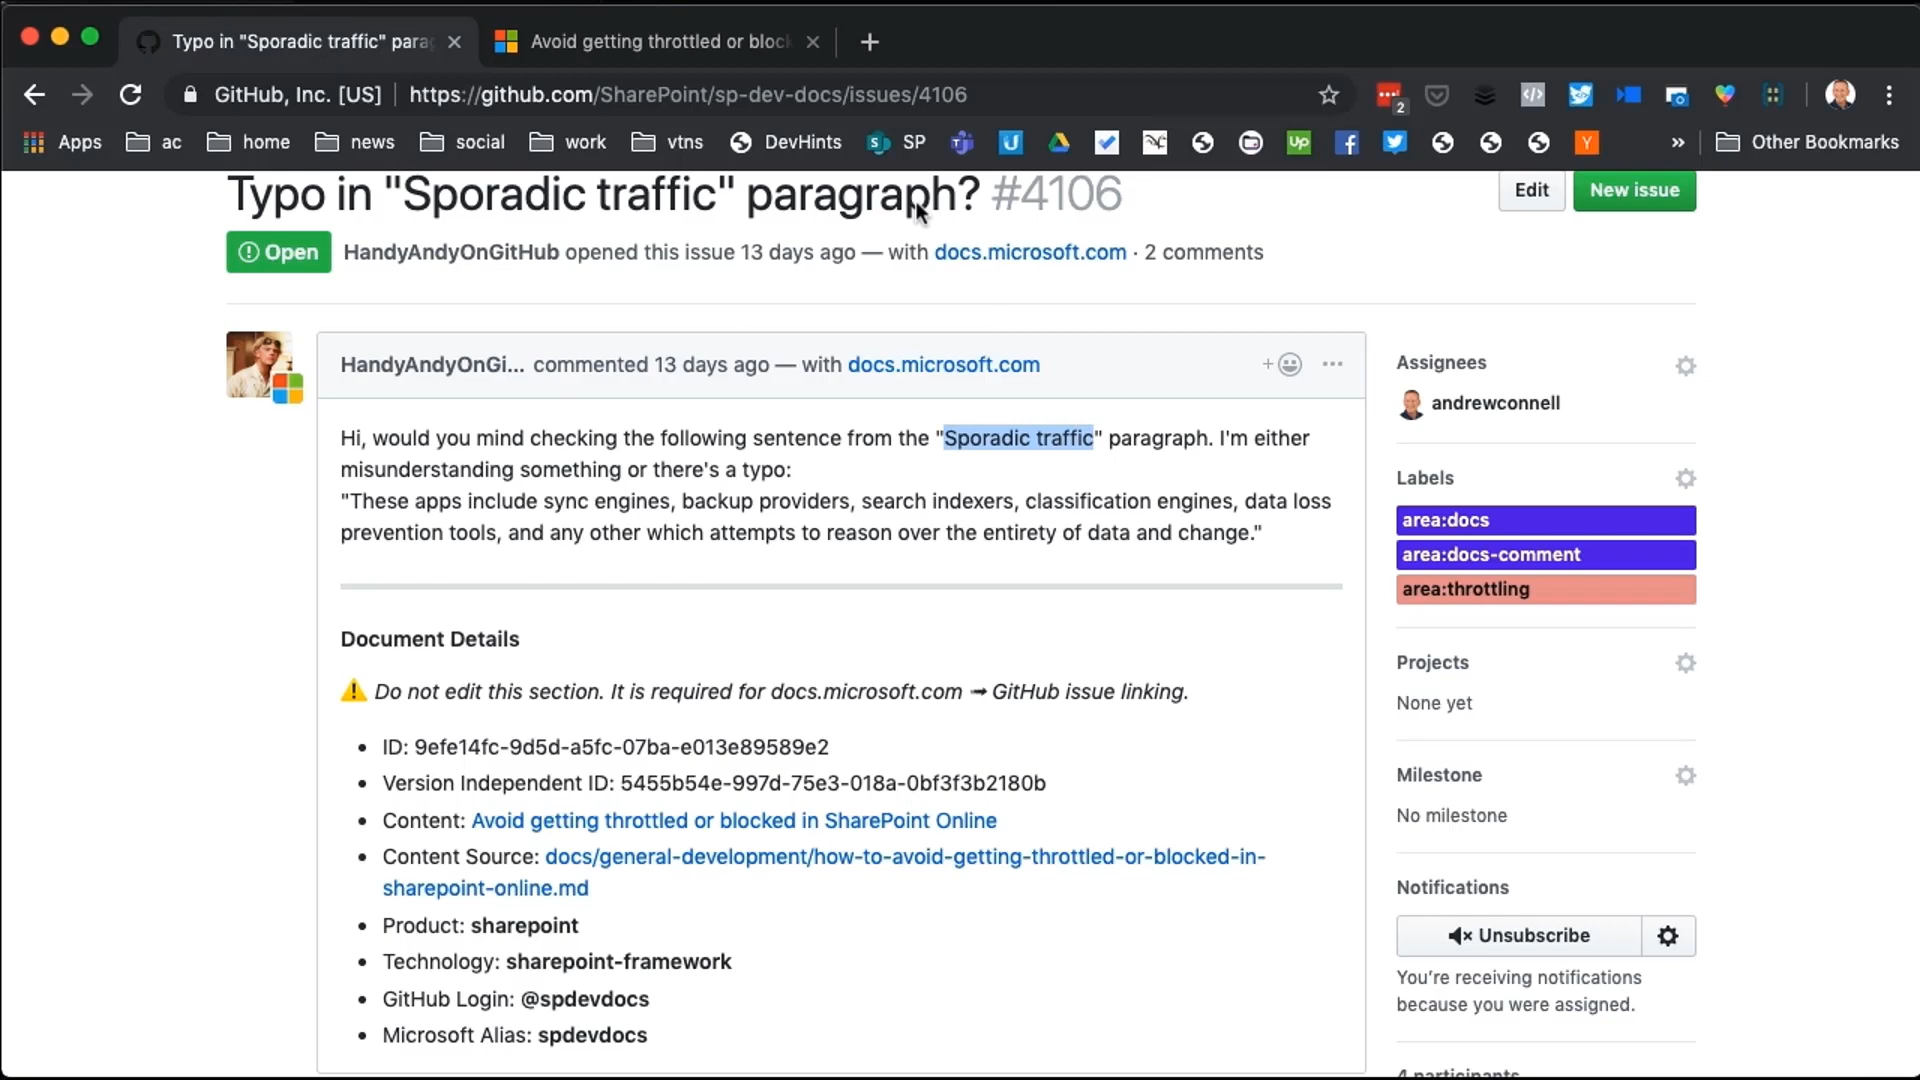 Typo in "Sporadic traffic" para
Avoid getting throttled or block
GitHub, Inc. [US]
https://github.com/SharePoint/sp-dev-docs/issues/4106
2
Apps
ac
home
news
social
work
vtns
DevHints
SP
Up
Y
»
Other Bookmarks
Typo in "Sporadic traffic" paragraph? #4106
Edit
New issue
Open
HandyAndyOnGitHub opened this issue 13 days ago — with docs.microsoft.com · 2 comments
HandyAndyOnGi... commented 13 days ago — with docs.microsoft.com
Hi, would you mind checking the following sentence from the "Sporadic traffic" paragraph. I'm either
misunderstanding something or there's a typo:
"These apps include sync engines, backup providers, search indexers, classification engines, data loss
prevention tools, and any other which attempts to reason over the entirety of data and change."
Document Details
⚠ Do not edit this section. It is required for docs.microsoft.com ➟ GitHub issue linking.
• ID: 9efe14fc-9d5d-a5fc-07ba-e013e89589e2
• Version Independent ID: 5455b54e-997d-75e3-018a-0bf3f3b2180b
• Content: Avoid getting throttled or blocked in SharePoint Online
• Content Source: docs/general-development/how-to-avoid-getting-throttled-or-blocked-in-
sharepoint-online.md
• Product: sharepoint
• Technology: sharepoint-framework
• GitHub Login: @spdevdocs
• Microsoft Alias: spdevdocs
Assignees
andrewconnell
Labels
area:docs
area:docs-comment
area:throttling
Projects
None yet
Milestone
No milestone
Notifications
Unsubscribe
You're receiving notifications
because you were assigned.
4 participants